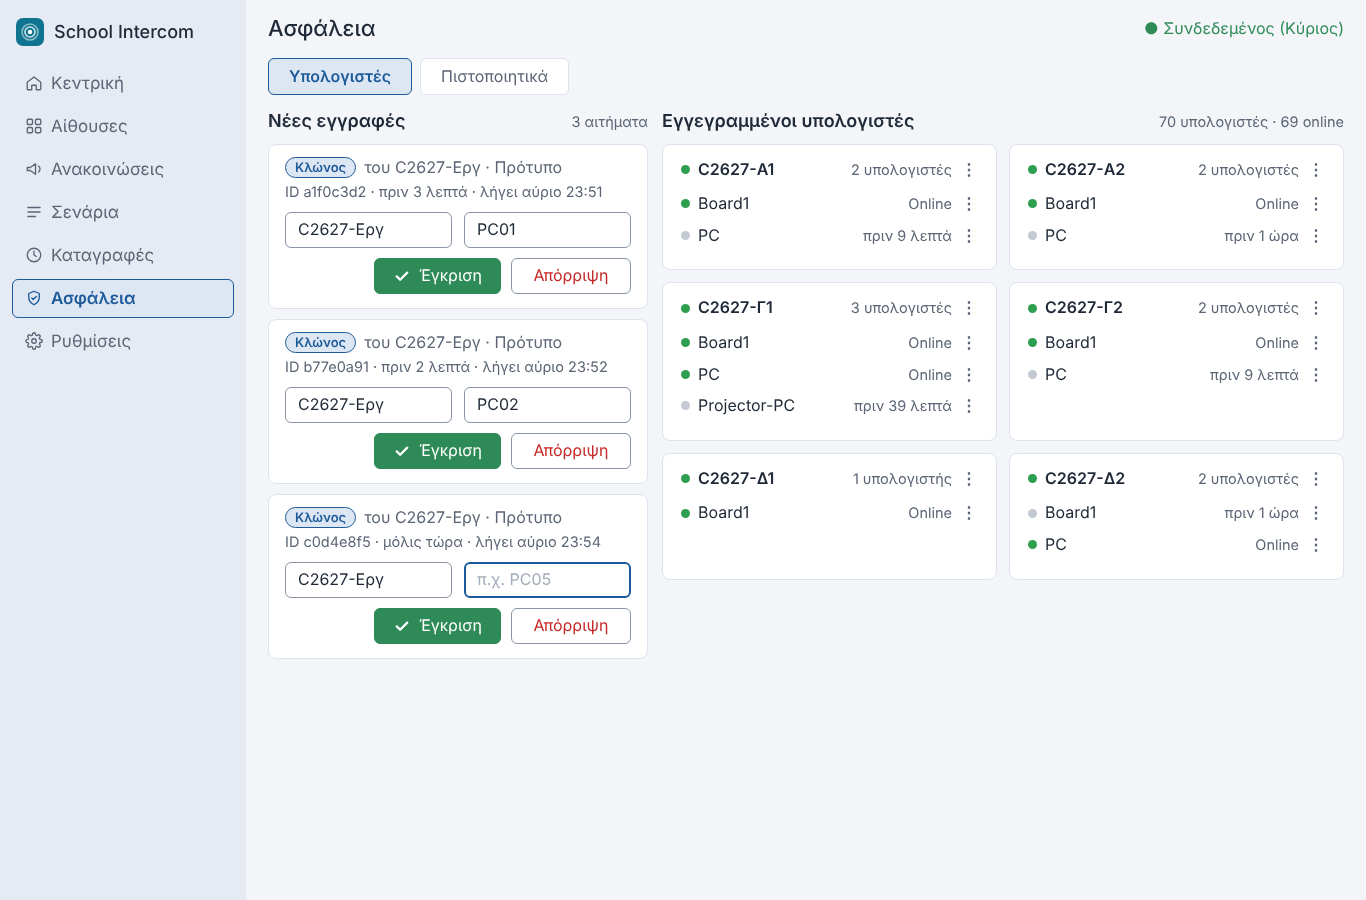 School Intercom
Κεντρική
Αίθουσες
Ανακοινώσεις
Σενάρια
Καταγραφές
Ασφάλεια
Ρυθμίσεις
Ασφάλεια
Συνδεδεμένος (Κύριος)
Υπολογιστές
Πιστοποιητικά
Νέες εγγραφές
3 αιτήματα
Κλώνος του C2627-Εργ · Πρότυπο
ID a1f0c3d2 · πριν 3 λεπτά · λήγει αύριο 23:51
C2627-Εργ
PC01
Έγκριση
Απόρριψη
Κλώνος του C2627-Εργ · Πρότυπο
ID b77e0a91 · πριν 2 λεπτά · λήγει αύριο 23:52
C2627-Εργ
PC02
Έγκριση
Απόρριψη
Κλώνος του C2627-Εργ · Πρότυπο
ID c0d4e8f5 · μόλις τώρα · λήγει αύριο 23:54
C2627-Εργ
π.χ. PC05
Έγκριση
Απόρριψη
Εγγεγραμμένοι υπολογιστές
70 υπολογιστές · 69 online
C2627-Α1 2 υπολογιστές
Board1 Online
PC πριν 9 λεπτά
C2627-Α2 2 υπολογιστές
Board1 Online
PC πριν 1 ώρα
C2627-Γ1 3 υπολογιστές
Board1 Online
PC Online
Projector-PC πριν 39 λεπτά
C2627-Γ2 2 υπολογιστές
Board1 Online
PC πριν 9 λεπτά
C2627-Δ1 1 υπολογιστής
Board1 Online
C2627-Δ2 2 υπολογιστές
Board1 πριν 1 ώρα
PC Online